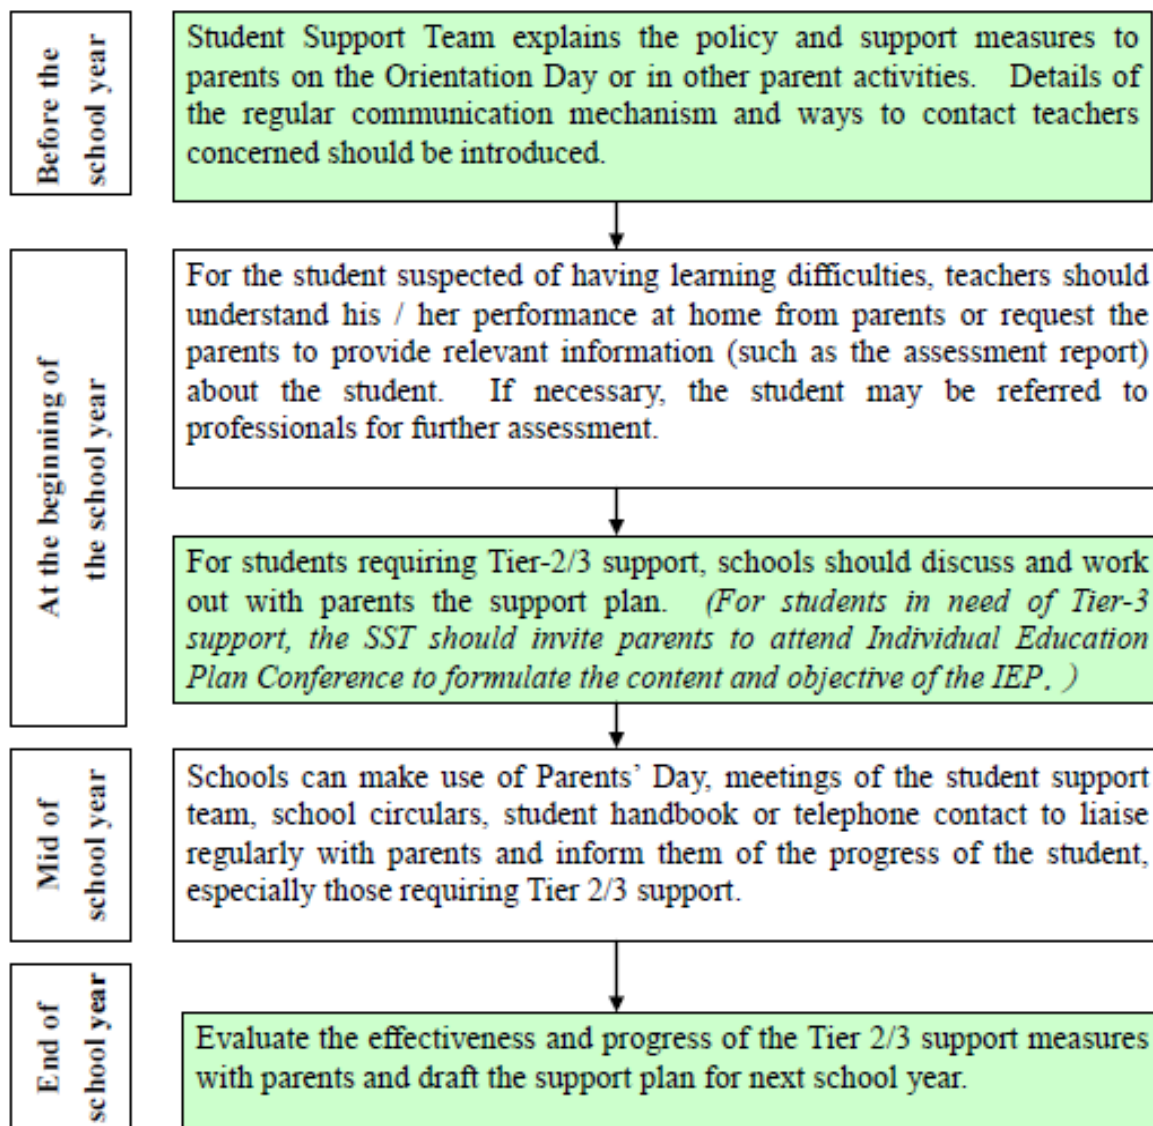 Before the
school year
Student Support Team explains the policy and support measures to
parents on the Orientation Day or in other parent activities. Details of
the regular communication mechanism and ways to contact teachers
concerned should be introduced.
At the beginning of
the school year
For the student suspected of having learning difficulties, teachers should
understand his / her performance at home from parents or request the
parents to provide relevant information (such as the assessment report)
about the student. If necessary, the student may be referred to
professionals for further assessment.
For students requiring Tier-2/3 support, schools should discuss and work
out with parents the support plan. (For students in need of Tier-3
support, the SST should invite parents to attend Individual Education
Plan Conference to formulate the content and objective of the IEP. )
Mid of
school year
Schools can make use of Parents’ Day, meetings of the student support
team, school circulars, student handbook or telephone contact to liaise
regularly with parents and inform them of the progress of the student,
especially those requiring Tier 2/3 support.
End of
school year
Evaluate the effectiveness and progress of the Tier 2/3 support measures
with parents and draft the support plan for next school year.